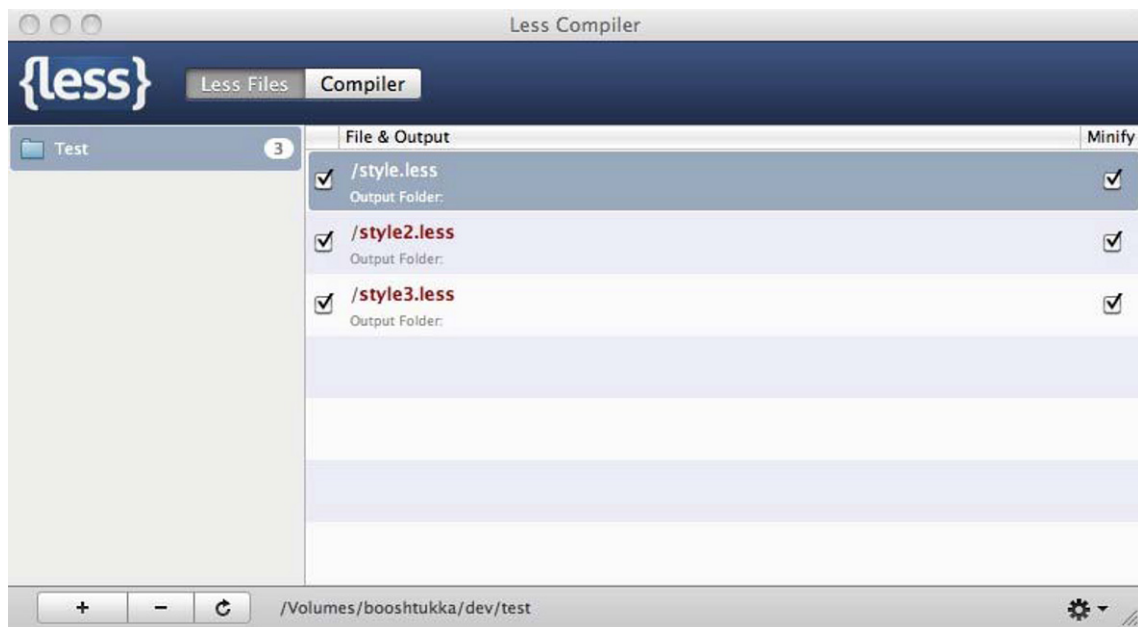 Less Compiler
{less} Less Files Compiler
Test 3
File & Output Minify
/style.less
Output Folder:
/style2.less
Output Folder:
/style3.less
Output Folder:
+ − /Volumes/booshtukka/dev/test